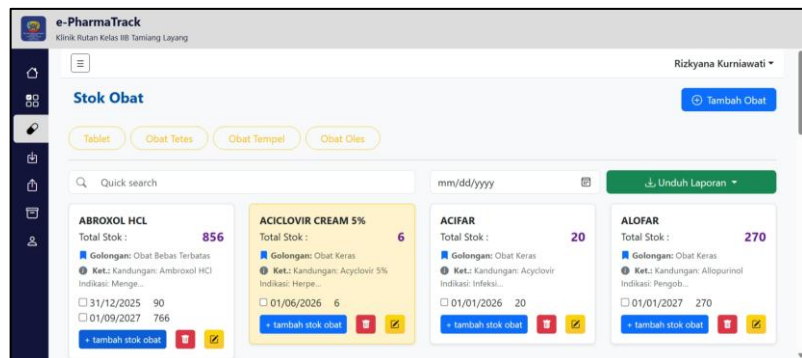 e-PharmaTrack
Klinik Rutan Kelas IIB Tamiang Layang
Rizkyana Kurniawati
Stok Obat
Tambah Obat
Tablet
Obat Tetes
Obat Tempel
Obat Oles
Quick search
mm/dd/yyyy
Unduh Laporan
ABROXOL HCL
Total Stok : 856
Golongan: Obat Bebas Terbatas
Ket.: Kandungan: Ambroxol HCl
Indikasi: Menge...
31/12/2025 90
01/09/2027 766
+ tambah stok obat
ACICLOVIR CREAM 5%
Total Stok : 6
Golongan: Obat Keras
Ket.: Kandungan: Acyclovir 5%
Indikasi: Herpe...
01/06/2026 6
+ tambah stok obat
ACIFAR
Total Stok : 20
Golongan: Obat Keras
Ket.: Kandungan: Acyclovir
Indikasi: Infeksi...
01/01/2026 20
+ tambah stok obat
ALOFAR
Total Stok : 270
Golongan: Obat Keras
Ket.: Kandungan: Allopurinol
Indikasi: Pengob...
01/01/2027 270
+ tambah stok obat